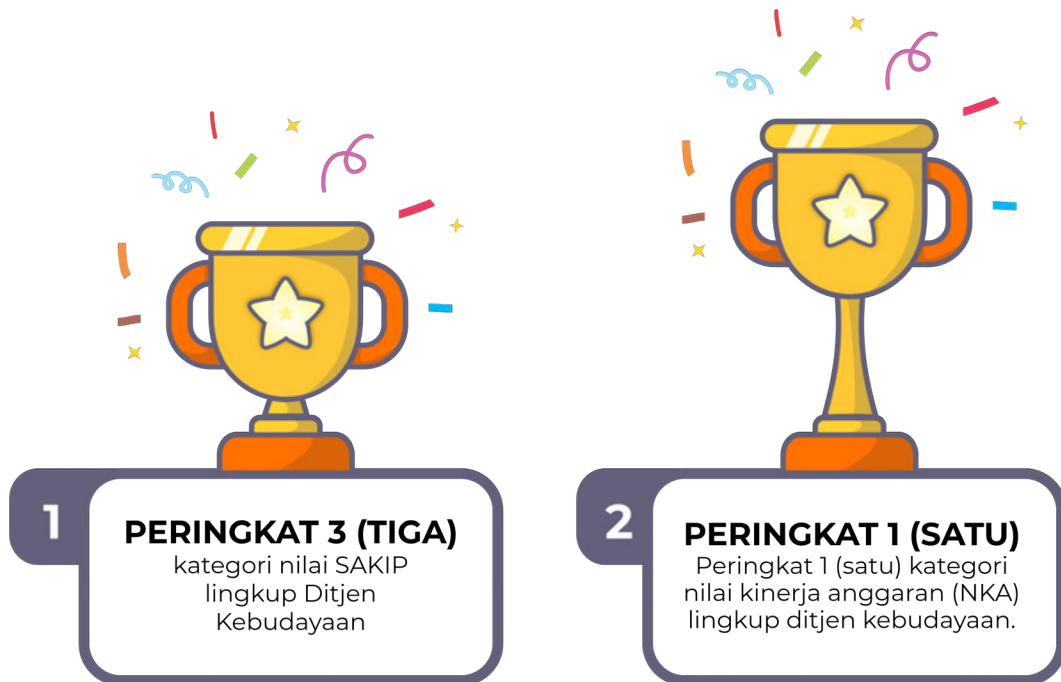 1
PERINGKAT 3 (TIGA)
kategori nilai SAKIP
lingkup Ditjen
Kebudayaan
2
PERINGKAT 1 (SATU)
Peringkat 1 (satu) kategori
nilai kinerja anggaran (NKA)
lingkup ditjen kebudayaan.